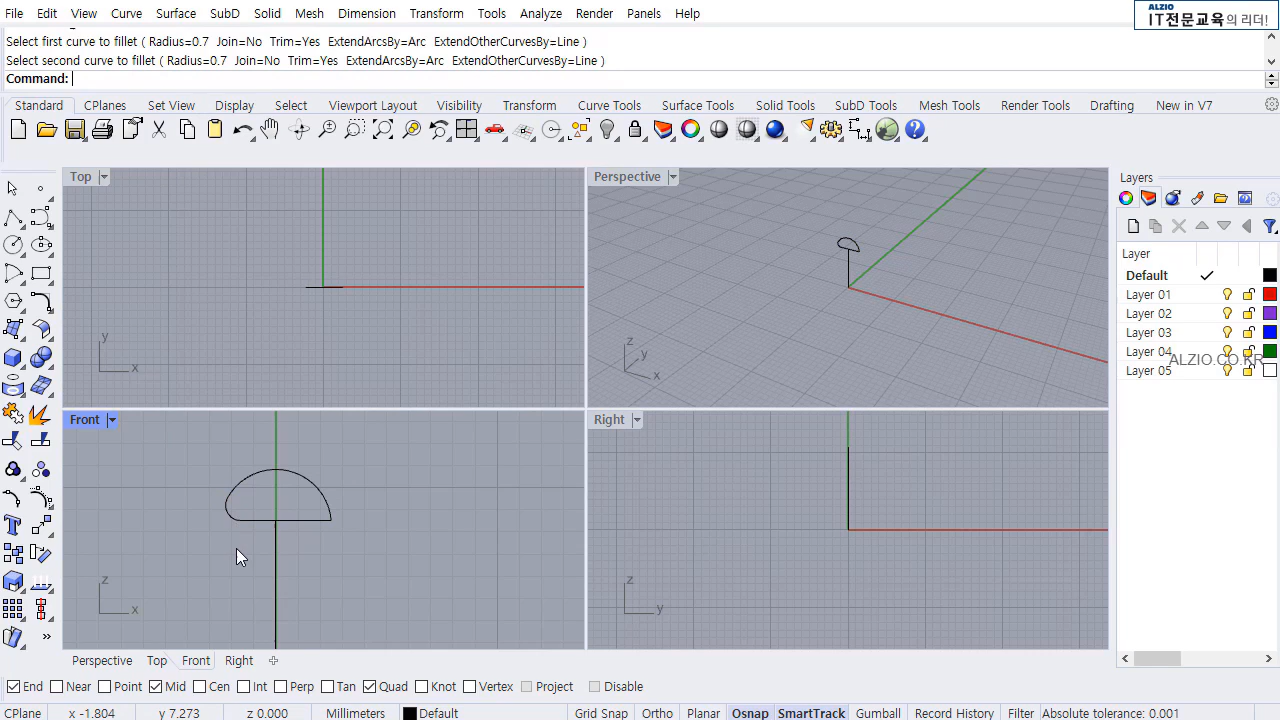 File Edit View Curve Surface SubD Solid Mesh Dimension Transform Tools Analyze Render Panels Help
ALZIO
IT전문교육의 리더!
Select first curve to fillet ( Radius=0.7 Join=No Trim=Yes ExtendArcsBy=Arc ExtendOtherCurvesBy=Line )
Select second curve to fillet ( Radius=0.7 Join=No Trim=Yes ExtendArcsBy=Arc ExtendOtherCurvesBy=Line )
Command:
Standard CPlanes Set View Display Select Viewport Layout Visibility Transform Curve Tools Surface Tools Solid Tools SubD Tools Mesh Tools Render Tools Drafting New in V7
Top
Perspective
Layers
Layer
Default
Layer 01
Layer 02
Layer 03
Layer 04
ALZIO.CO.KR
Layer 05
y
x
z
y
x
Front
Right
z
x
z
y
Perspective Top Front Right
End Near Point Mid Cen Int Perp Tan Quad Knot Vertex Project Disable
CPlane x -1.804 y 7.273 z 0.000 Millimeters Default Grid Snap Ortho Planar Osnap SmartTrack Gumball Record History Filter Absolute tolerance: 0.001